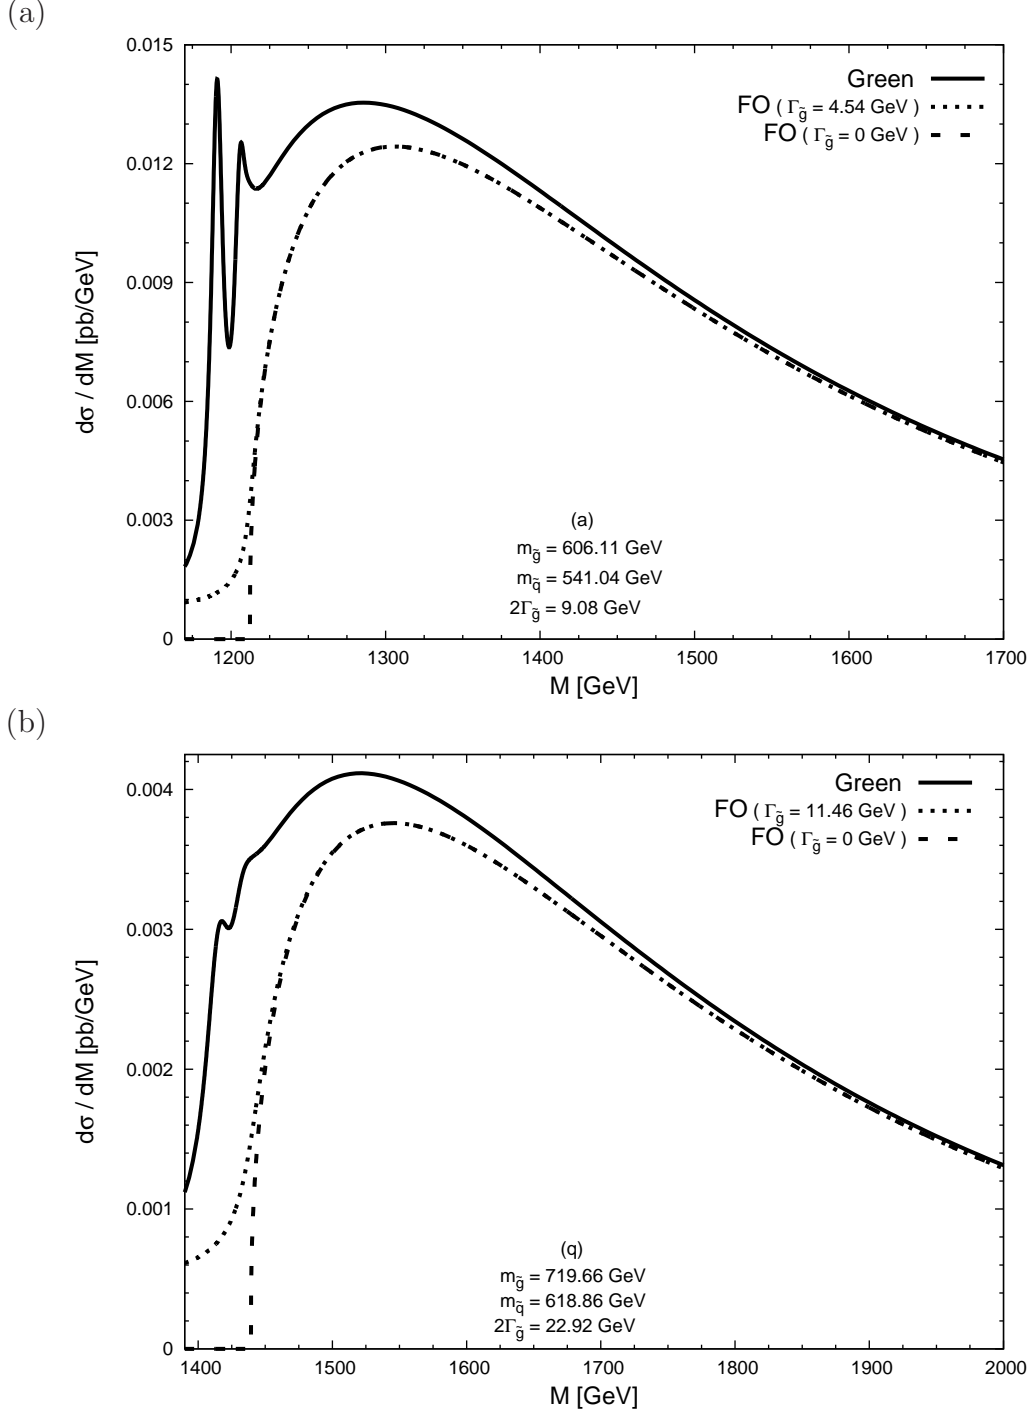 (a)
0.015
0.012
0.009
0.006
0.003
0
dσ / dM [pb/GeV]
Green
FO ( Γg̃ = 4.54 GeV )
FO ( Γg̃ = 0 GeV )
(a)
mg̃ = 606.11 GeV
mq̃ = 541.04 GeV
2Γg̃ = 9.08 GeV
1200 1300 1400 1500 1600 1700
M [GeV]
(b)
0.004
0.003
0.002
0.001
0
dσ / dM [pb/GeV]
Green
FO ( Γg̃ = 11.46 GeV )
FO ( Γg̃ = 0 GeV )
(q)
mg̃ = 719.66 GeV
mq̃ = 618.86 GeV
2Γg̃ = 22.92 GeV
1400 1500 1600 1700 1800 1900 2000
M [GeV]